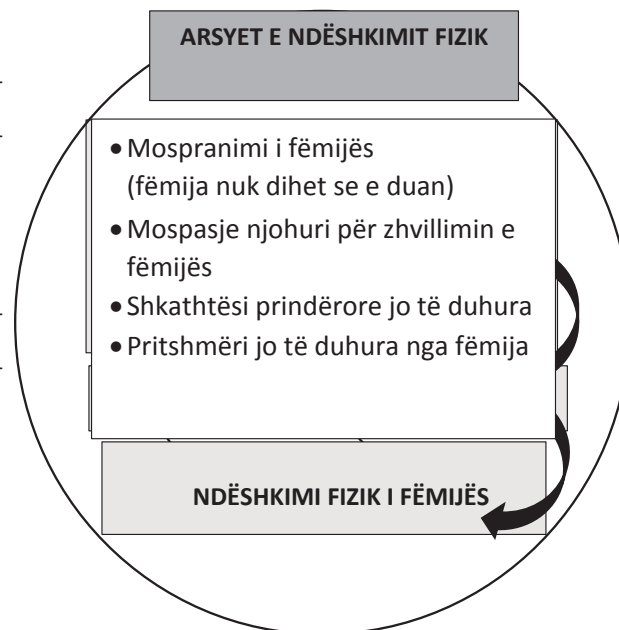 ARSYET E NDËSHKIMIT FIZIK
• Mospranimi i fëmijës
(fëmija nuk dihet se e duan)
• Mospasje njohuri për zhvillimin e
fëmijës
• Shkathtësi prindërore jo të duhura
• Pritshmëri jo të duhura nga fëmija
NDËSHKIMI FIZIK I FËMIJËS